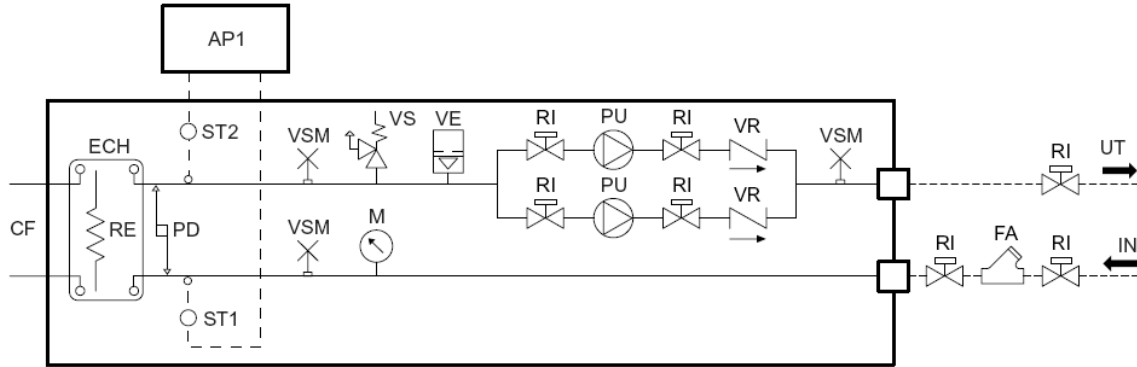 AP1
ST2
VSM
VS
VE
RI
PU
RI
VR
VSM
RI
UT
ECH
RI
PU
RI
VR
CF
RE
PD
VSM
M
RI
FA
RI
IN
ST1